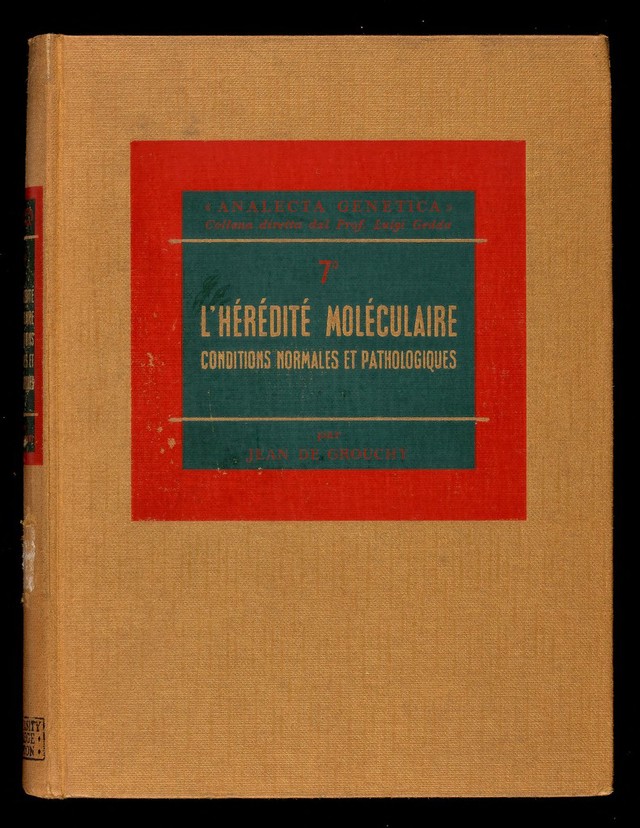 «ANALECTA GENETICA»
Collana diretta dal Prof. Luigi Gedda
7°
L'HÉRÉDITÉ MOLÉCULAIRE
CONDITIONS NORMALES ET PATHOLOGIQUES
par
JEAN DE GROUCHY